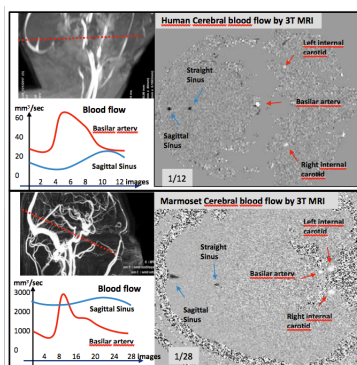 Human Cerebral blood flow by 3T MRI
Left internal
carotid
Straight
Sinus
Basilar artery
Sagittal
Sinus
Right internal
carotid
1/12
mm³/sec
Blood flow
60
Basilar artery
40
20
Sagittal Sinus
0
2 4 6 8 10 12 images
Marmoset Cerebral blood flow by 3T MRI
Left internal
carotid
Straight
Sinus
Basilar artery
Sagittal
Sinus
Right internal
carotid
1/28
mm³/sec
Blood flow
3000
Sagittal Sinus
2000
1000
Basilar artery
0
4 8 12 16 20 24 28 images